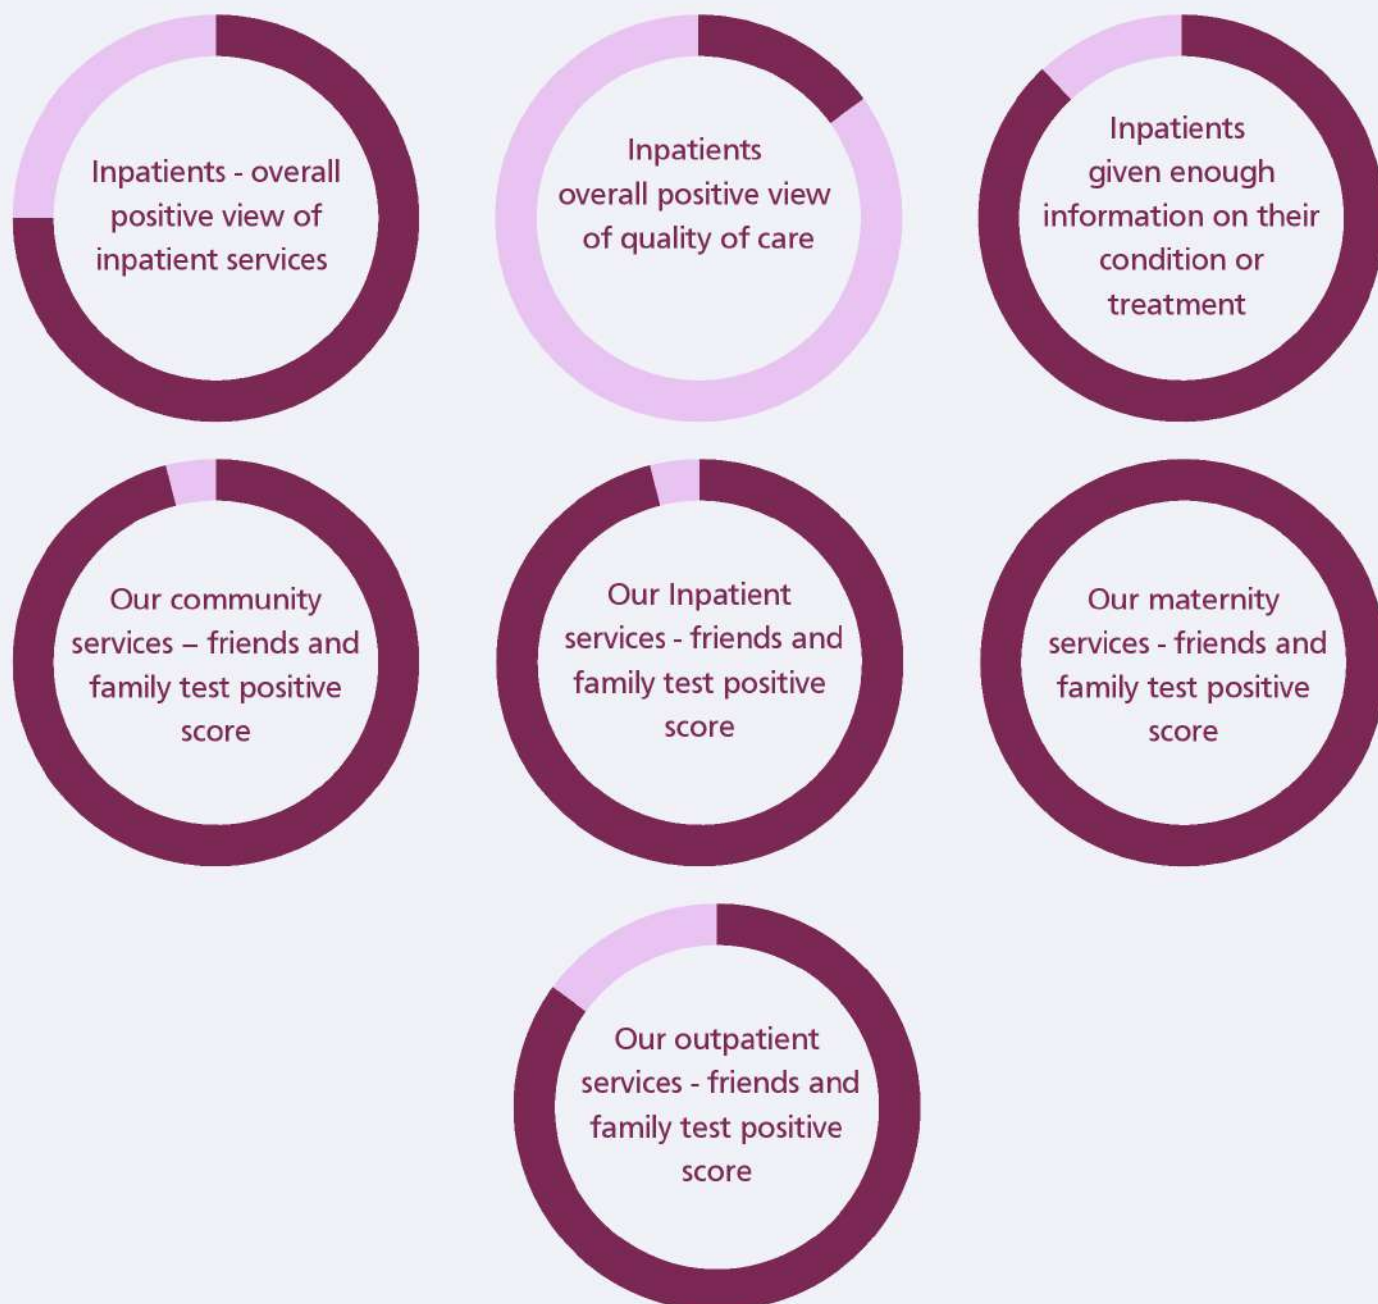 Inpatients - overall
positive view of
inpatient services
Inpatients
overall positive view
of quality of care
Inpatients
given enough
information on their
condition or
treatment
Our community
services – friends and
family test positive
score
Our Inpatient
services - friends and
family test positive
score
Our maternity
services - friends and
family test positive
score
Our outpatient
services - friends and
family test positive
score